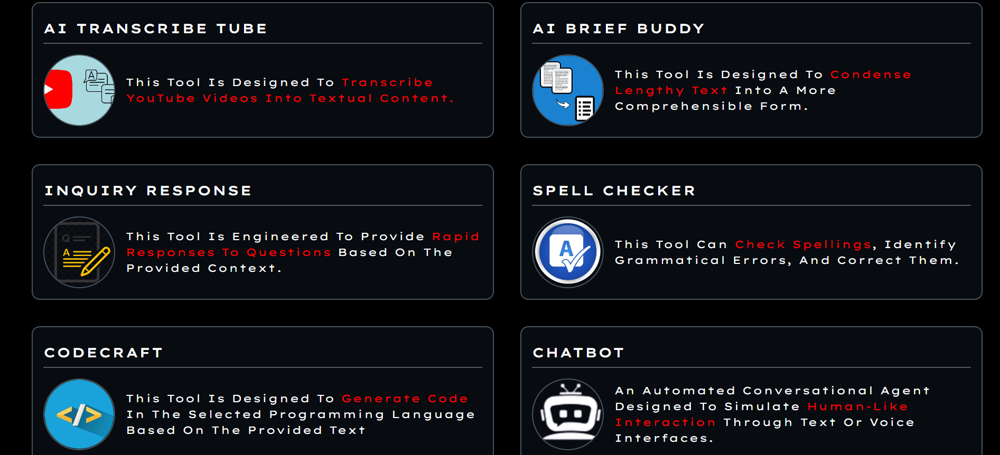 AI TRANSCRIBE TUBE
This Tool Is Designed To Transcribe
YouTube Videos Into Textual Content.
AI BRIEF BUDDY
This Tool Is Designed To Condense
Lengthy Text Into A More
Comprehensible Form.
INQUIRY RESPONSE
Q
A
This Tool Is Engineered To Provide Rapid
Responses To Questions Based On The
Provided Context.
SPELL CHECKER
A
This Tool Can Check Spellings, Identify
Grammatical Errors, And Correct Them.
CODECRAFT
</>
This Tool Is Designed To Generate Code
In The Selected Programming Language
Based On The Provided Text
CHATBOT
An Automated Conversational Agent
Designed To Simulate Human-Like
Interaction Through Text Or Voice
Interfaces.